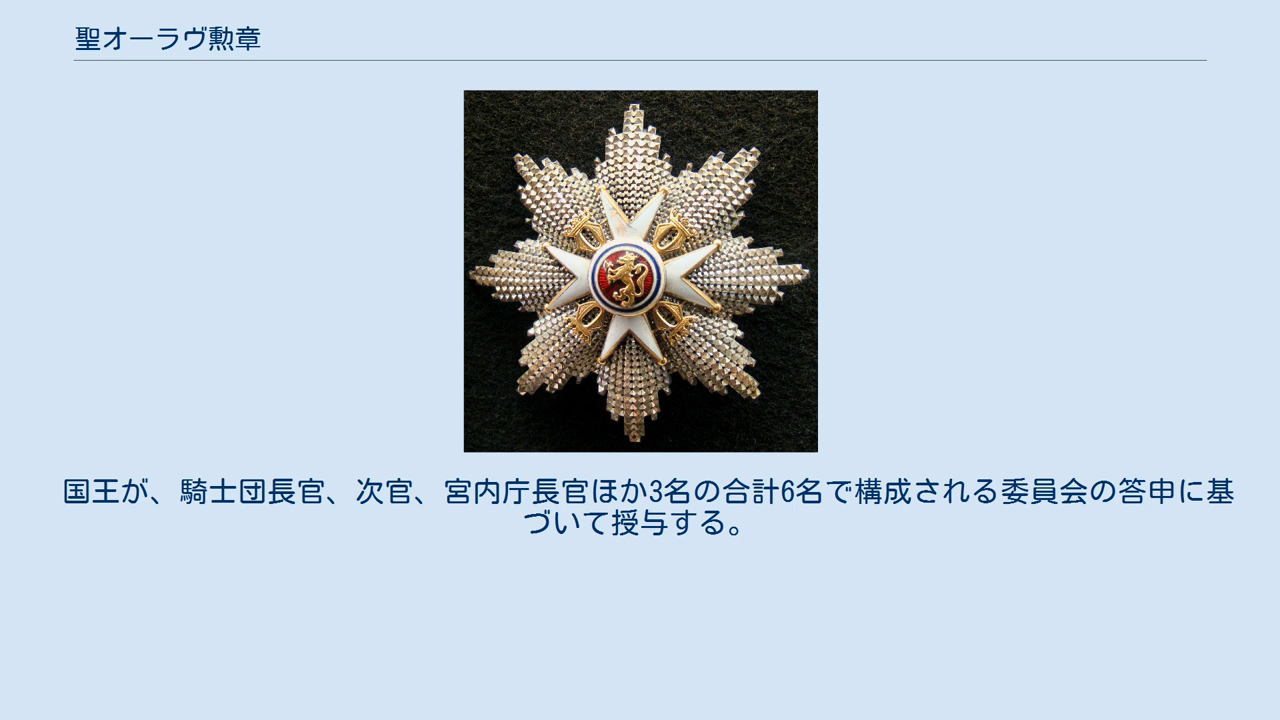 聖オーラヴ勲章
国王が、騎士団長官、次官、宮内庁長官ほか3名の合計6名で構成される委員会の答申に基
づいて授与する。